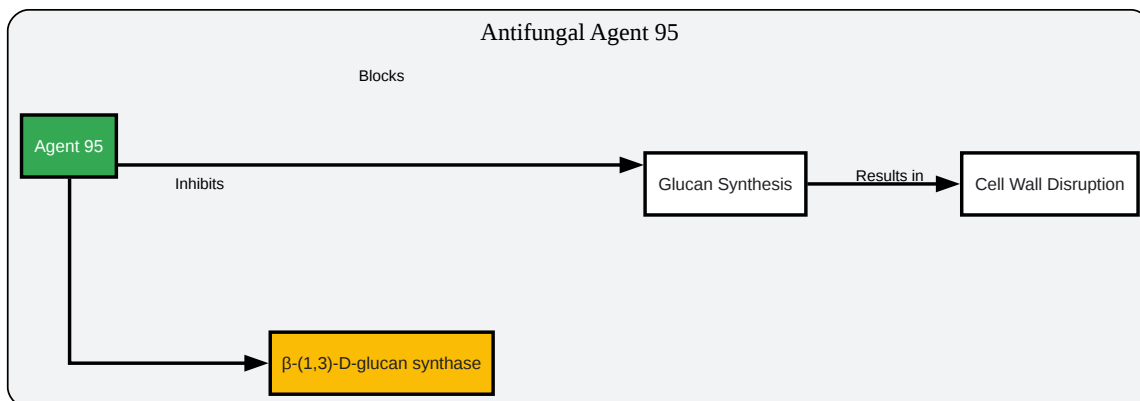 Antifungal Agent 95
Blocks
Agent 95
Inhibits
Glucan Synthesis
Results in
Cell Wall Disruption
β-(1,3)-D-glucan synthase